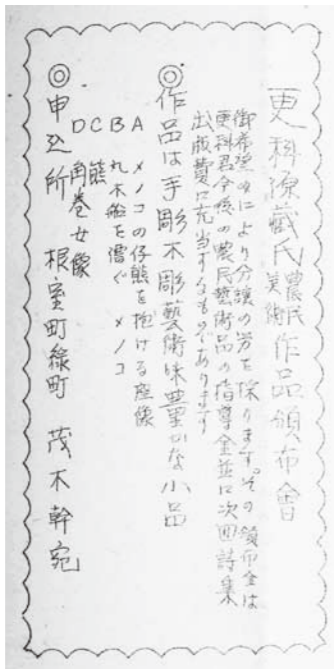 更科源藏氏農民美術作品頒布會
御希望〻により分讓の労を採ります。その頒布金は
更科君今後の農民藝術品の指導金並に次回詩集
出版費に充当するものであります
◎作品は手彫木彫藝術味豊かな小品
A メノコの仔熊を抱ける座像
B 丸木船を漕ぐ メノコ
C 熊
D 角巻女像
◎申込所 根室町緑町 茂木幹宛